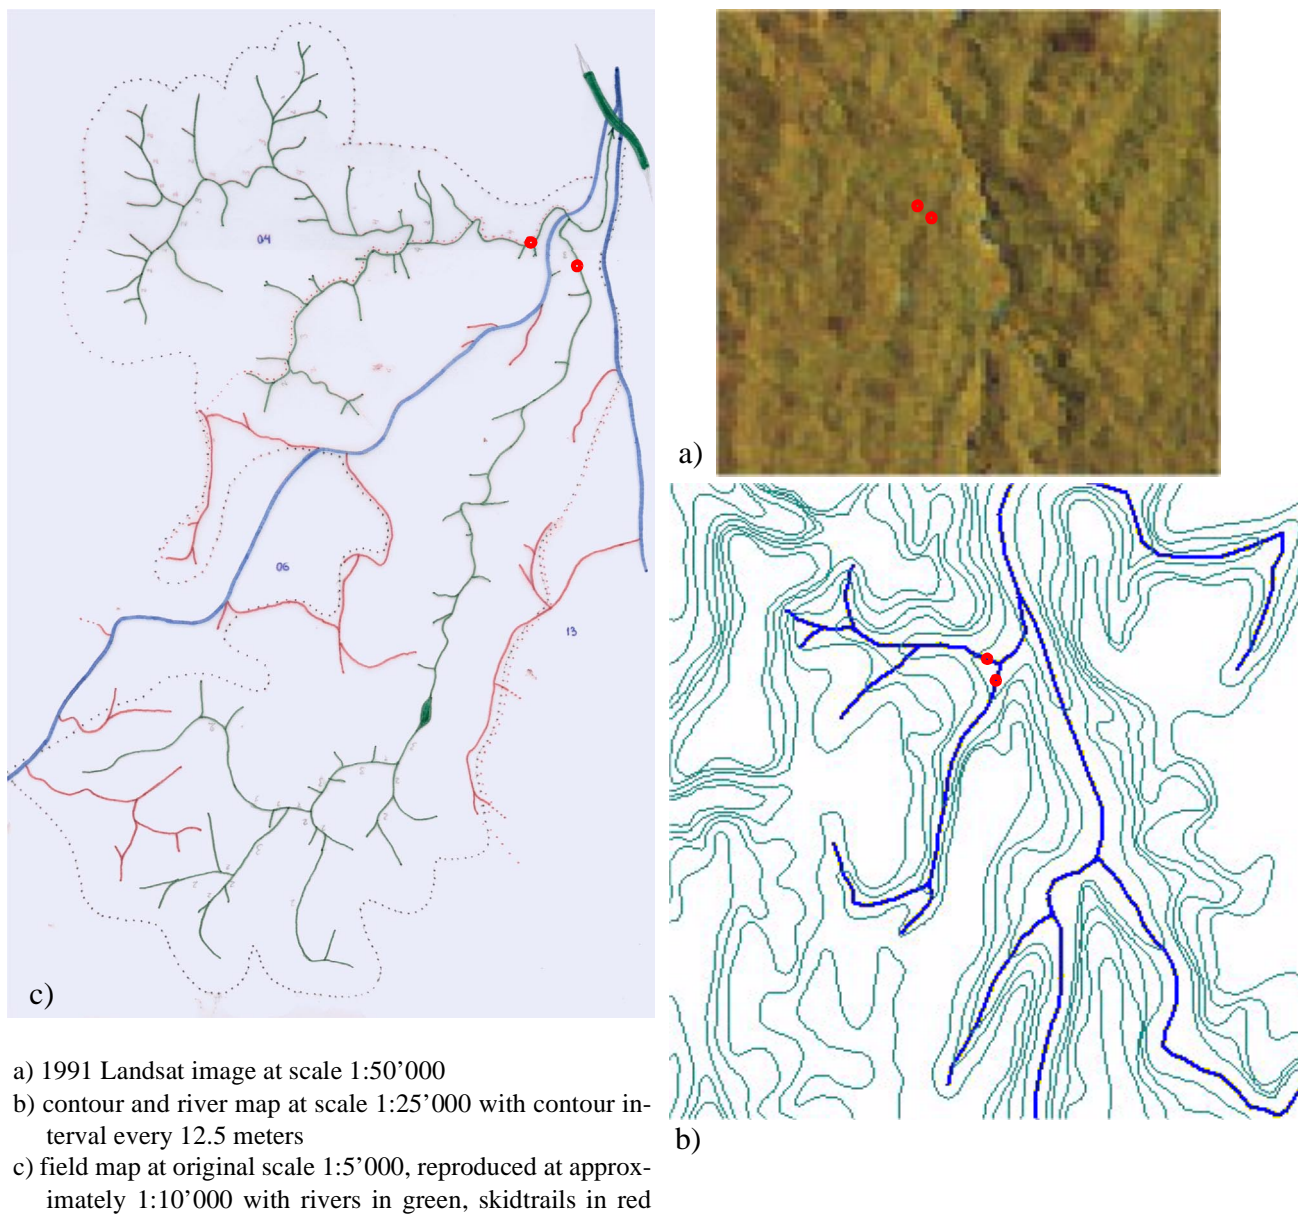 04
06
13
c)
a)
b)
a) 1991 Landsat image at scale 1:50’000
b) contour and river map at scale 1:25’000 with contour in-
terval every 12.5 meters
c) field map at original scale 1:5’000, reproduced at approx-
imately 1:10’000 with rivers in green, skidtrails in red